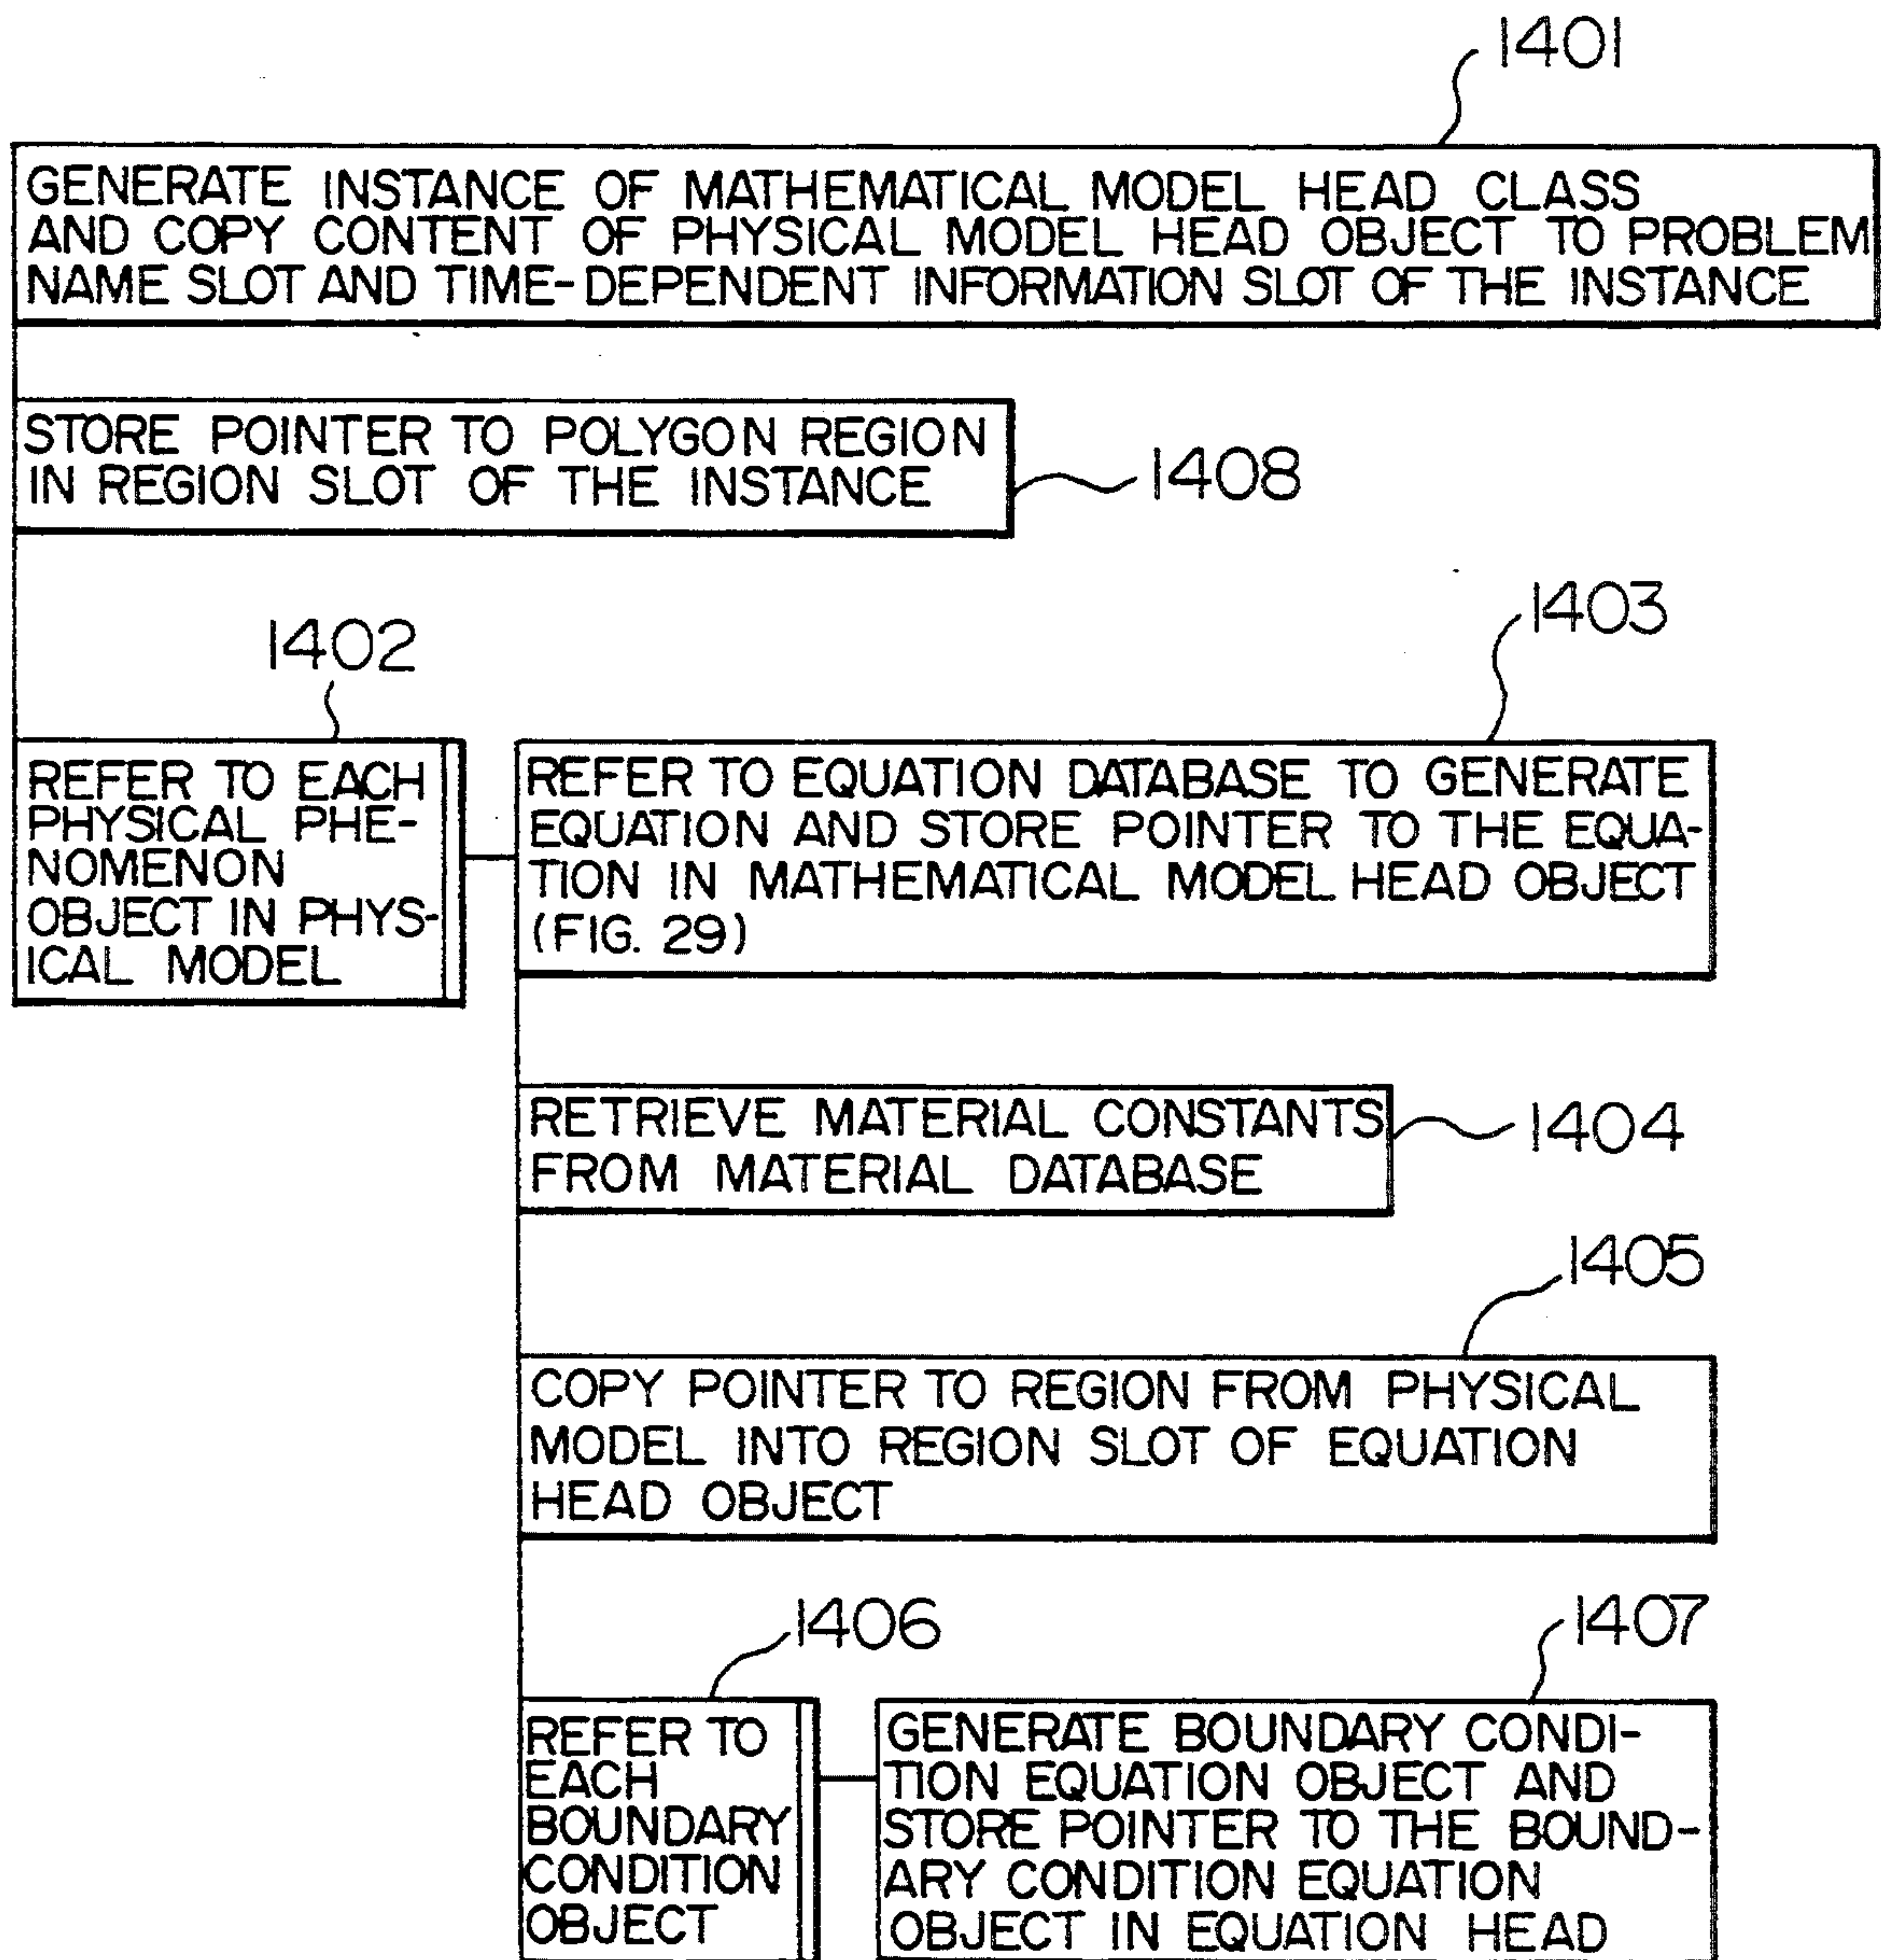 1401
GENERATE INSTANCE OF MATHEMATICAL MODEL HEAD CLASS
AND COPY CONTENT OF PHYSICAL MODEL HEAD OBJECT TO PROBLEM
NAME SLOT AND TIME-DEPENDENT INFORMATION SLOT OF THE INSTANCE
STORE POINTER TO POLYGON REGION
IN REGION SLOT OF THE INSTANCE
1408
1402
REFER TO EACH
PHYSICAL PHE-
NOMENON
OBJECT IN PHYS-
ICAL MODEL
1403
REFER TO EQUATION DATABASE TO GENERATE
EQUATION AND STORE POINTER TO THE EQUA-
TION IN MATHEMATICAL MODEL HEAD OBJECT
(FIG. 29)
RETRIEVE MATERIAL CONSTANTS
FROM MATERIAL DATABASE
1404
1405
COPY POINTER TO REGION FROM PHYSICAL
MODEL INTO REGION SLOT OF EQUATION
HEAD OBJECT
1406
REFER TO
EACH
BOUNDARY
CONDITION
OBJECT
1407
GENERATE BOUNDARY CONDI-
TION EQUATION OBJECT AND
STORE POINTER TO THE BOUND-
ARY CONDITION EQUATION
OBJECT IN EQUATION HEAD